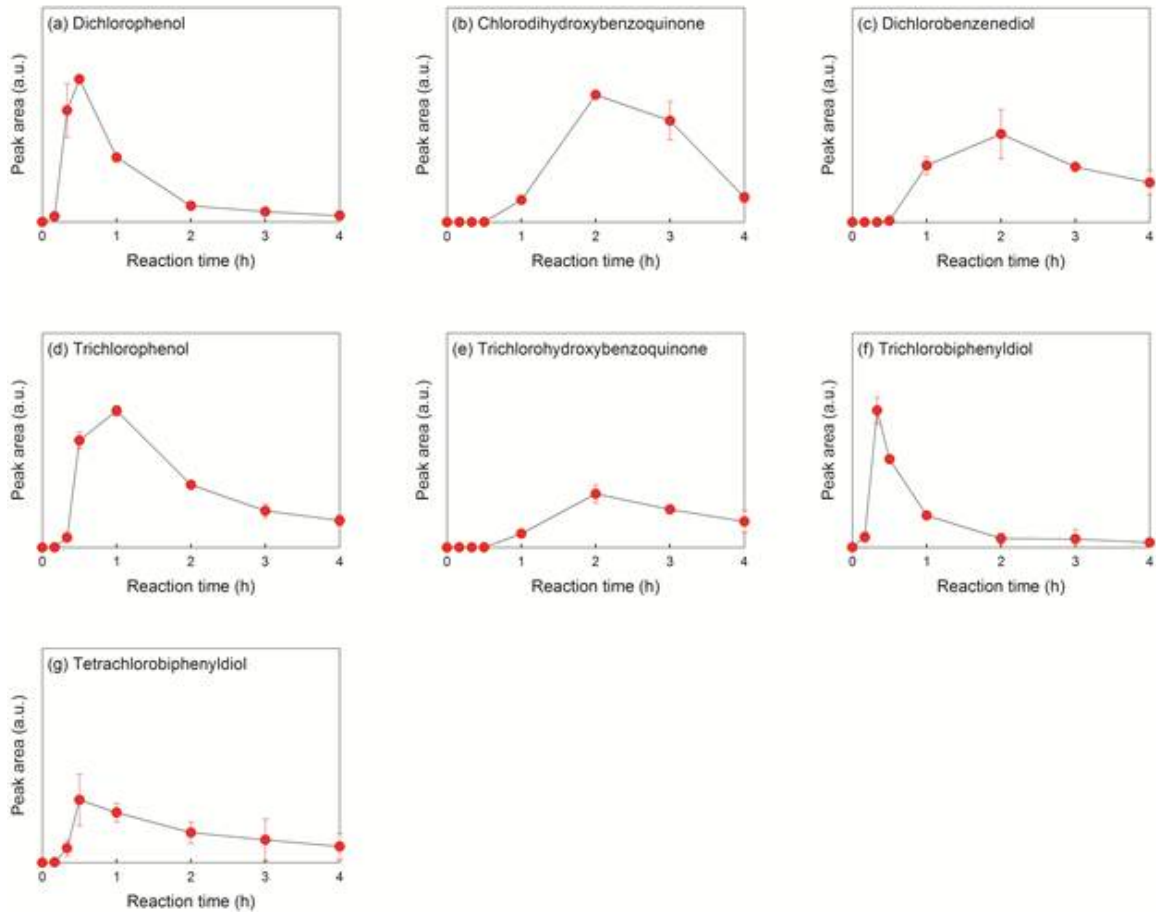 (a) Dichlorophenol
Peak area (a.u.)
0 1 2 3 4
Reaction time (h)
(b) Chlorodihydroxybenzoquinone
Peak area (a.u.)
0 1 2 3 4
Reaction time (h)
(c) Dichlorobenzenediol
Peak area (a.u.)
0 1 2 3 4
Reaction time (h)
(d) Trichlorophenol
Peak area (a.u.)
0 1 2 3 4
Reaction time (h)
(e) Trichlorohydroxybenzoquinone
Peak area (a.u.)
0 1 2 3 4
Reaction time (h)
(f) Trichlorobiphenyldiol
Peak area (a.u.)
0 1 2 3 4
Reaction time (h)
(g) Tetrachlorobiphenyldiol
Peak area (a.u.)
0 1 2 3 4
Reaction time (h)